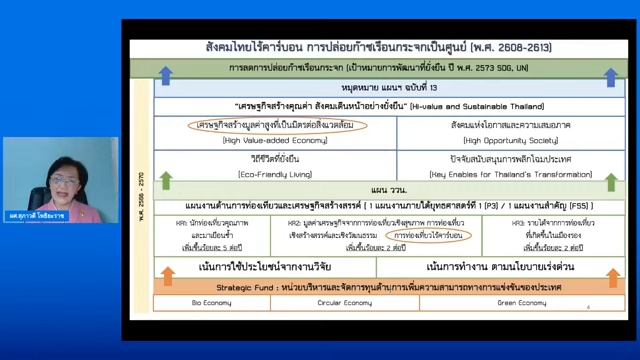 สังคมไทยไร้คาร์บอน การปล่อยก๊าซเรือนกระจกเป็นศูนย์ (พ.ศ. 2608-2613)
การลดการปล่อยก๊าซเรือนกระจก (เป้าหมายการพัฒนาที่ยั่งยืน ปี พ.ศ. 2573 SDG, UN)
หมุดหมาย แผนฯ ฉบับที่ 13
"เศรษฐกิจสร้างคุณค่า สังคมเดินหน้าอย่างยั่งยืน" (Hi-value and Sustainable Thailand)
เศรษฐกิจสร้างมูลค่าสูงที่เป็นมิตรต่อสิ่งแวดล้อม
(High Value-added Economy)
สังคมแห่งโอกาสและความเสมอภาค
(High Opportunity Society)
วิถีชีวิตที่ยั่งยืน
(Eco-Friendly Living)
ปัจจัยสนับสนุนการพลิกโฉมประเทศ
(Key Enables for Thailand's Transformation)
พ.ศ. 2566 - 2570
แผน ววน.
แผนงานด้านการท่องเที่ยวและเศรษฐกิจสร้างสรรค์ [ 1 แผนงานภายใต้ยุทธศาสตร์ที่ 1 (P3) / 1 แผนงานสำคัญ (FS5) ]
KR1: นักท่องเที่ยวคุณภาพ
และมาเยือนซ้ำ
เพิ่มขึ้นร้อยละ 5 ต่อปี
KR2: มูลค่าเศรษฐกิจจากการท่องเที่ยวเชิงสุขภาพ การท่องเที่ยว
เชิงสร้างสรรค์และเชิงวัฒนธรรม การท่องเที่ยวไร้คาร์บอน
เพิ่มขึ้นร้อยละ 2 ต่อปี
KR3: รายได้จากการท่องเที่ยว
ที่เกิดขึ้นในเมืองรอง
เพิ่มขึ้นร้อยละ 2 ต่อปี
เน้นการใช้ประโยชน์จากงานวิจัย
เน้นการทำงาน ตามนโยบายเร่งด่วน
Strategic Fund : หน่วยบริหารและจัดการทุนด้านการเพิ่มความสามารถทางการแข่งขันของประเทศ
Bio Economy
Circular Economy
Green Economy
4
ผศ.สุภาวดี โพธิยะราช